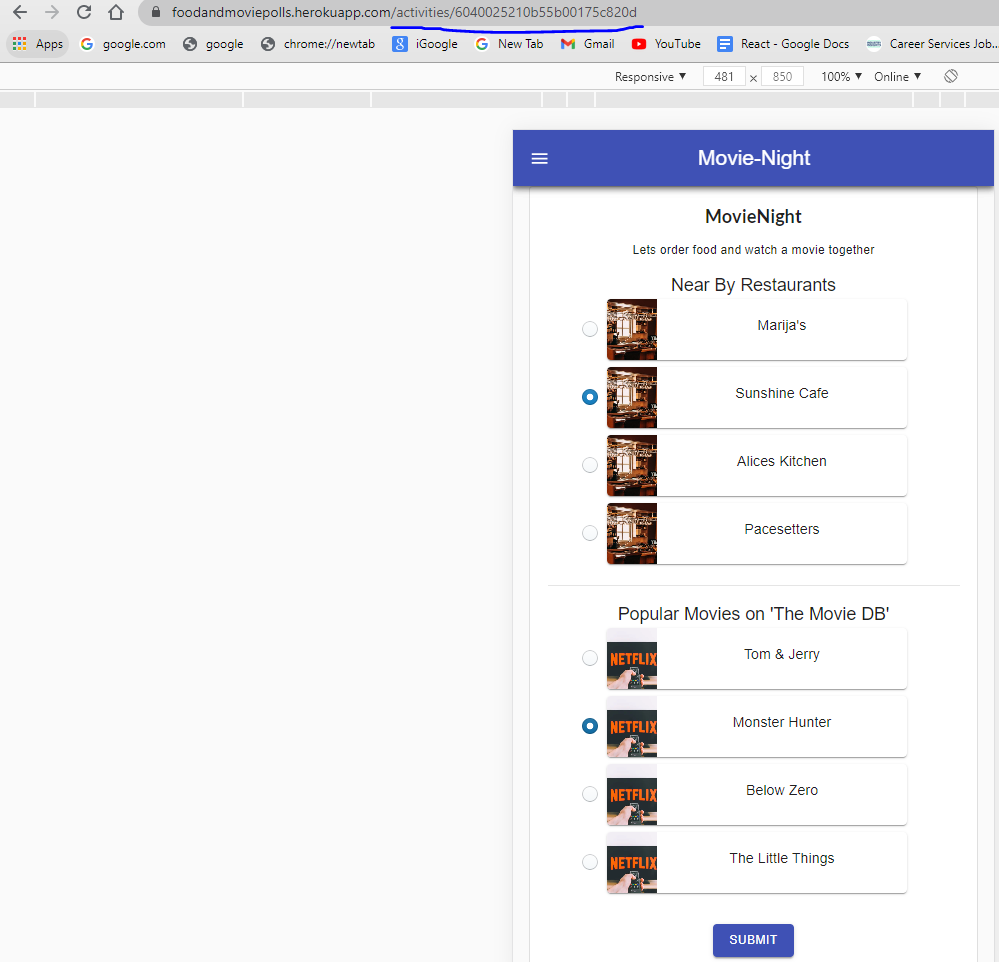 foodandmoviepolls.herokuapp.com/activities/6040025210b55b00175c820d
Apps google.com google chrome://newtab iGoogle New Tab Gmail YouTube React - Google Docs Career Services Job...
Responsive ▼ 481 x 850 100% ▼ Online ▼
Movie-Night
MovieNight
Lets order food and watch a movie together
Near By Restaurants
Marija's
Sunshine Cafe
Alices Kitchen
Pacesetters
Popular Movies on 'The Movie DB'
NETFLIX Tom & Jerry
NETFLIX Monster Hunter
NETFLIX Below Zero
NETFLIX The Little Things
SUBMIT